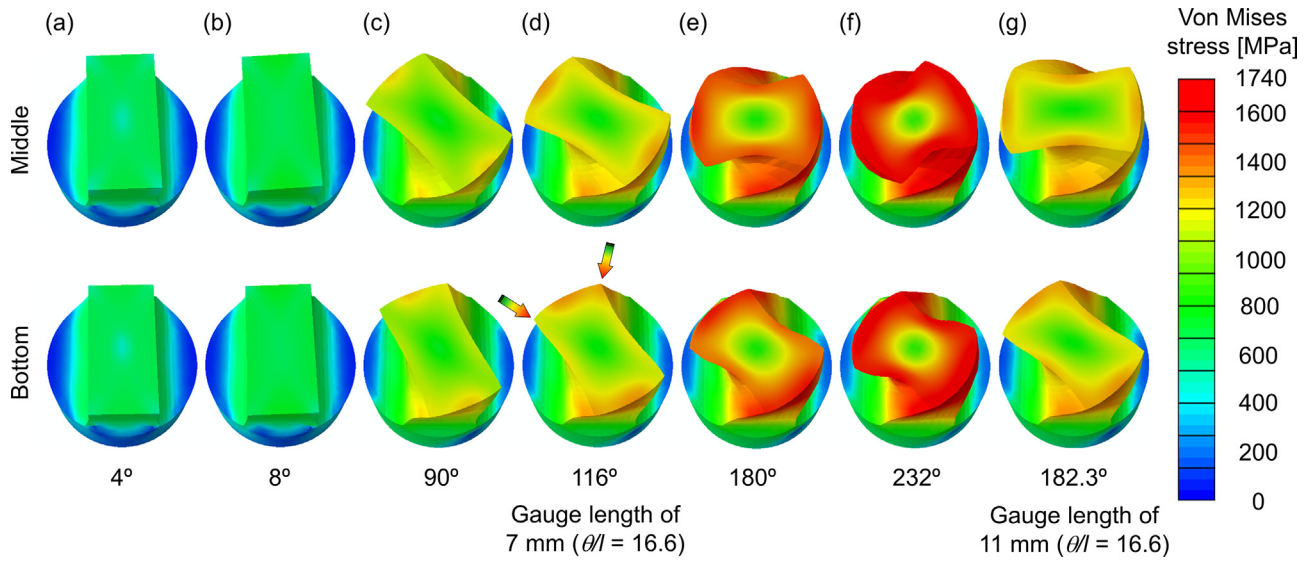 (a) (b) (c) (d) (e) (f) (g)
Von Mises
stress [MPa]
1740
1600
1400
1200
1000
800
600
400
200
0
Middle
Bottom
4º 8º 90º 116º 180º 232º 182.3º
Gauge length of
7 mm (θ/l = 16.6)
Gauge length of
11 mm (θ/l = 16.6)